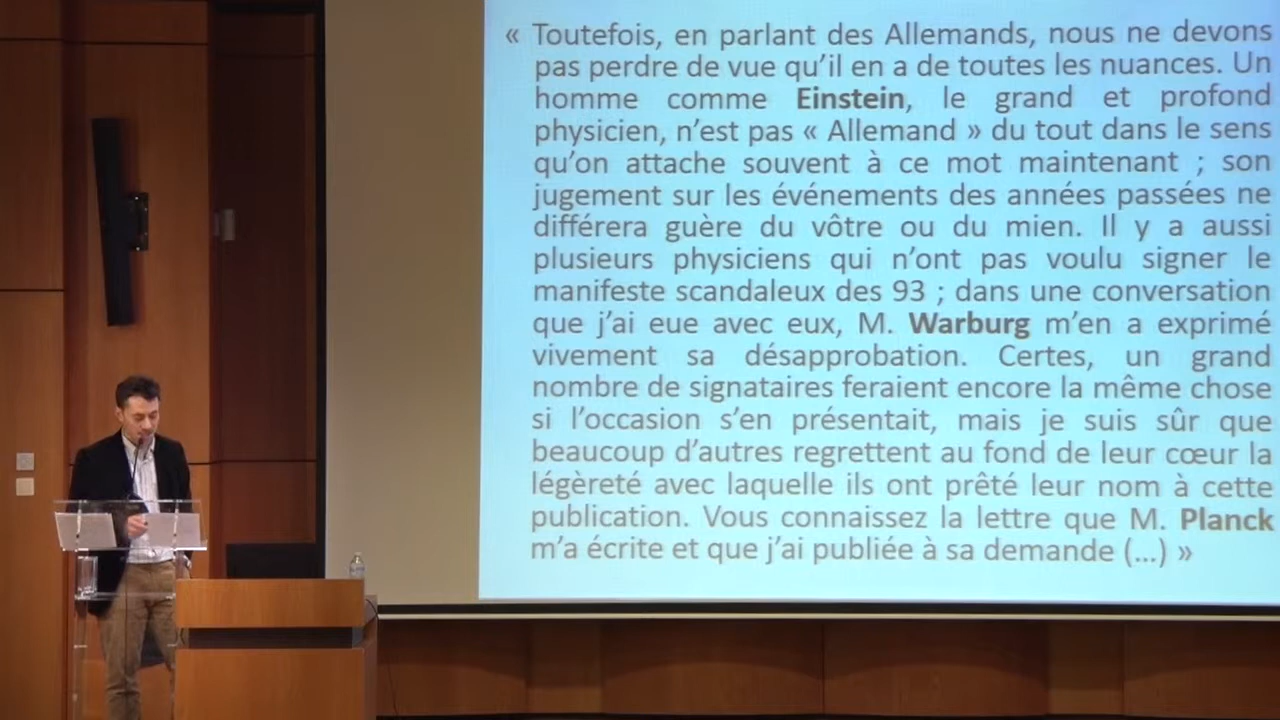 « Toutefois, en parlant des Allemands, nous ne devons
pas perdre de vue qu’il en a de toutes les nuances. Un
homme comme Einstein, le grand et profond
physicien, n’est pas « Allemand » du tout dans le sens
qu’on attache souvent à ce mot maintenant ; son
jugement sur les événements des années passées ne
différera guère du vôtre ou du mien. Il y a aussi
plusieurs physiciens qui n’ont pas voulu signer le
manifeste scandaleux des 93 ; dans une conversation
que j’ai eue avec eux, M. Warburg m’en a exprimé
vivement sa désapprobation. Certes, un grand
nombre de signataires feraient encore la même chose
si l’occasion s’en présentait, mais je suis sûr que
beaucoup d’autres regrettent au fond de leur cœur la
légèreté avec laquelle ils ont prêté leur nom à cette
publication. Vous connaissez la lettre que M. Planck
m’a écrite et que j’ai publiée à sa demande (…) »